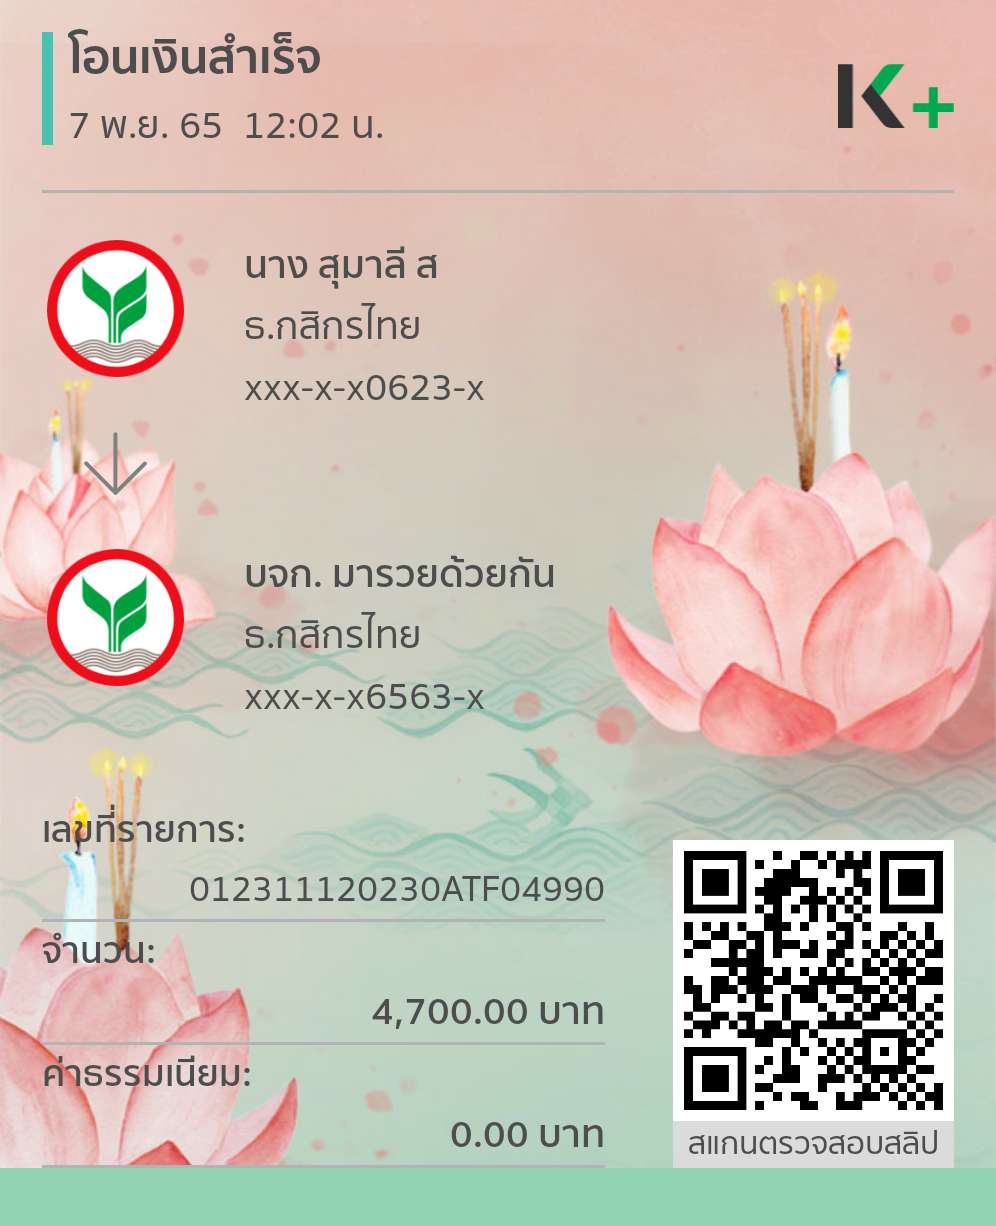 โอนเงินสำเร็จ
7 พ.ย. 65 12:02 น.
K+
นาง สุมาลี ส
ธ.กสิกรไทย
xxx-x-x0623-x
บจก. มารวยด้วยกัน
ธ.กสิกรไทย
xxx-x-x6563-x
เลขที่รายการ:
012311120230ATF04990
จำนวน:
4,700.00 บาท
ค่าธรรมเนียม:
0.00 บาท
สแกนตรวจสอบสลิป